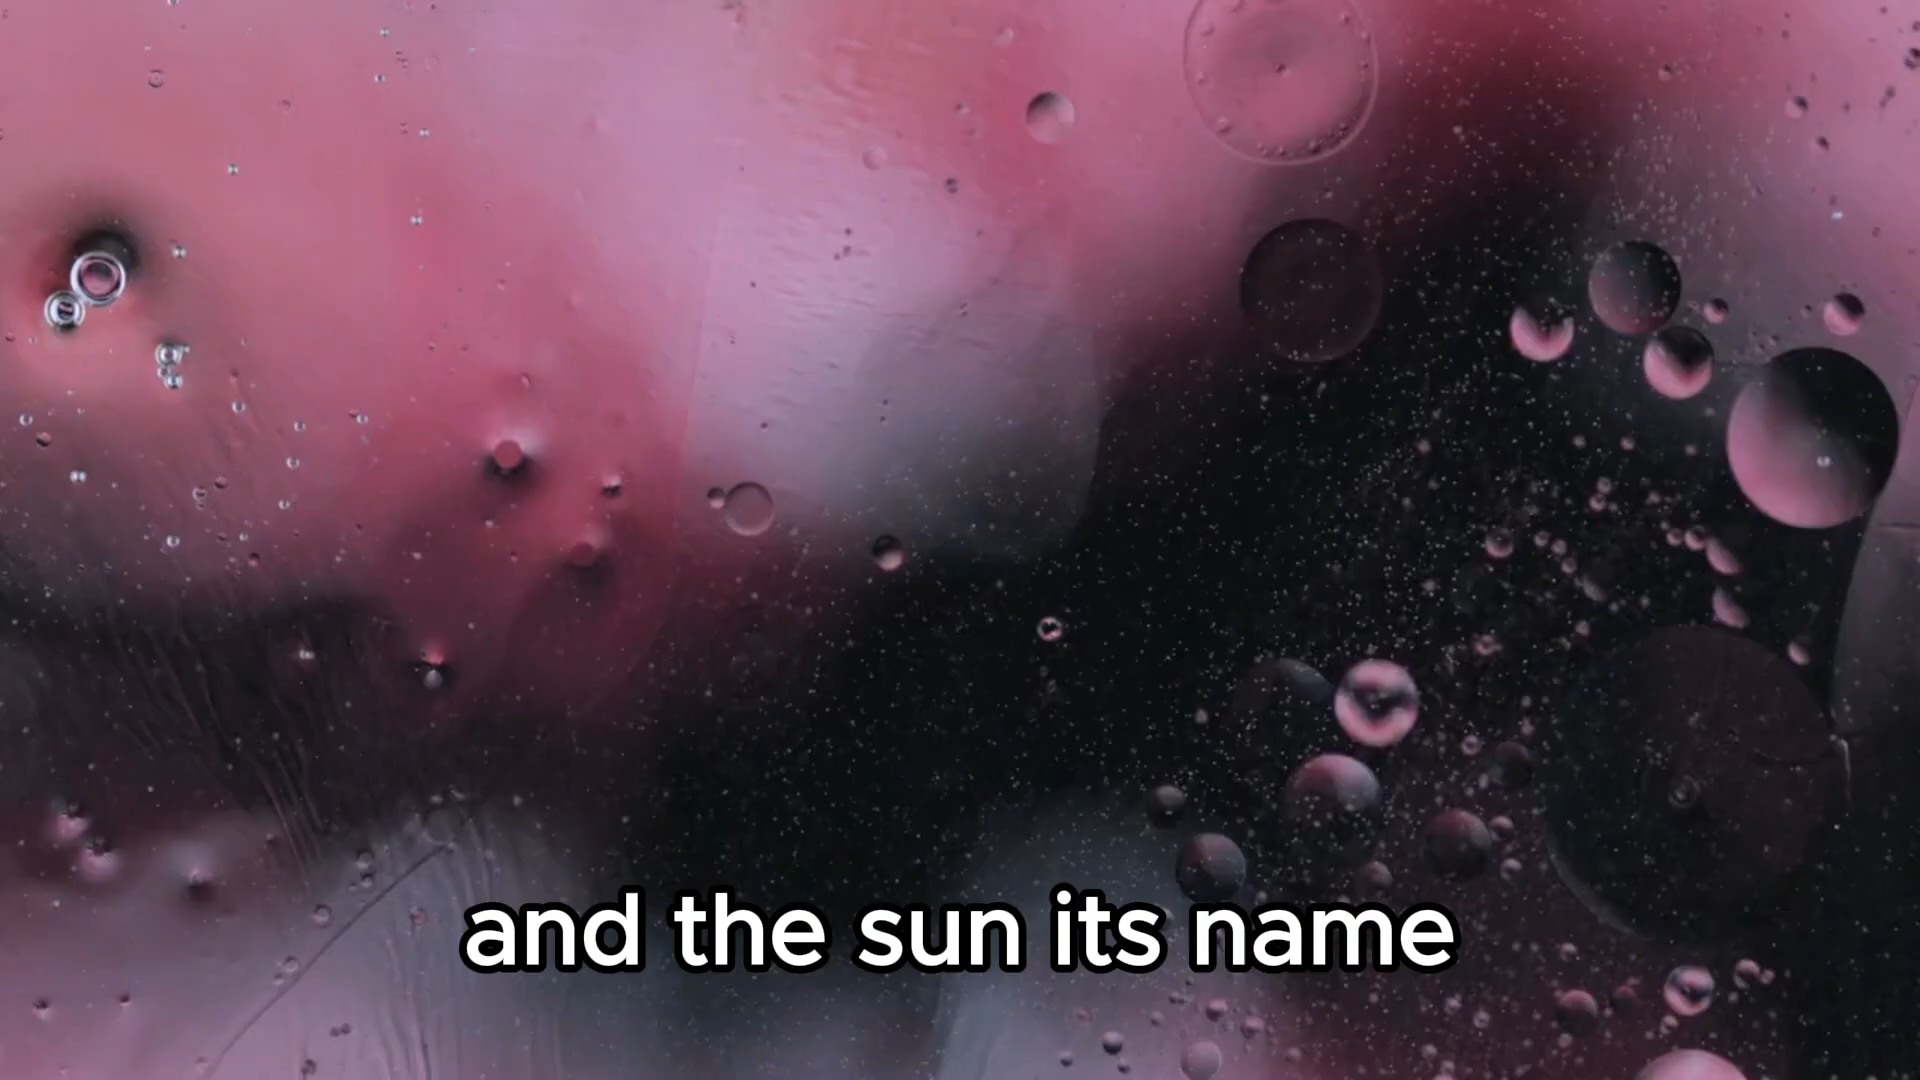 and the sun its name